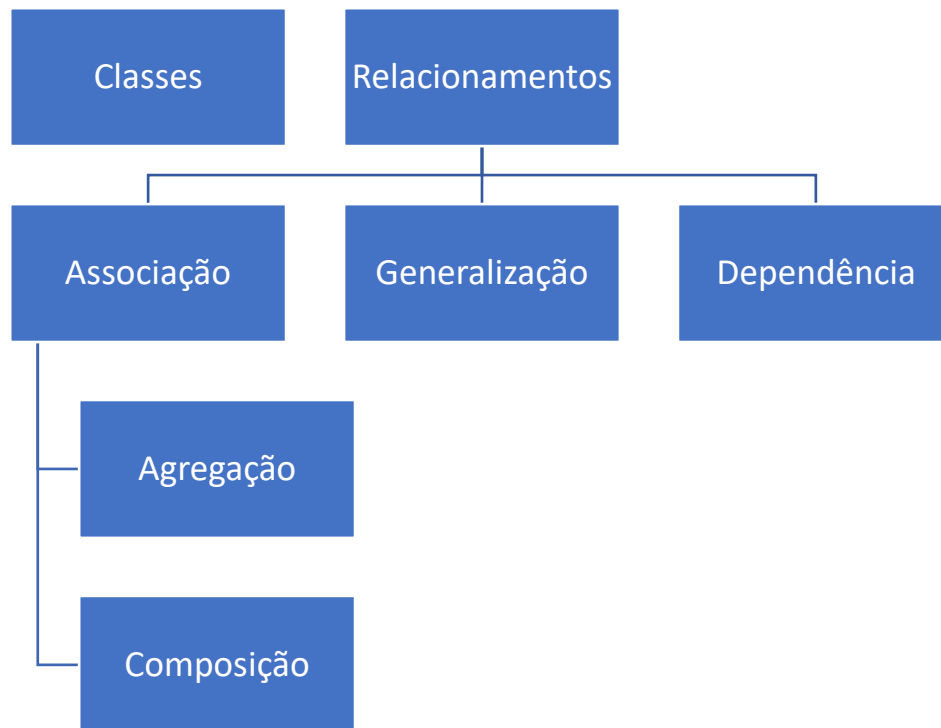 Classes
Relacionamentos
Associação
Generalização
Dependência
Agregação
Composição